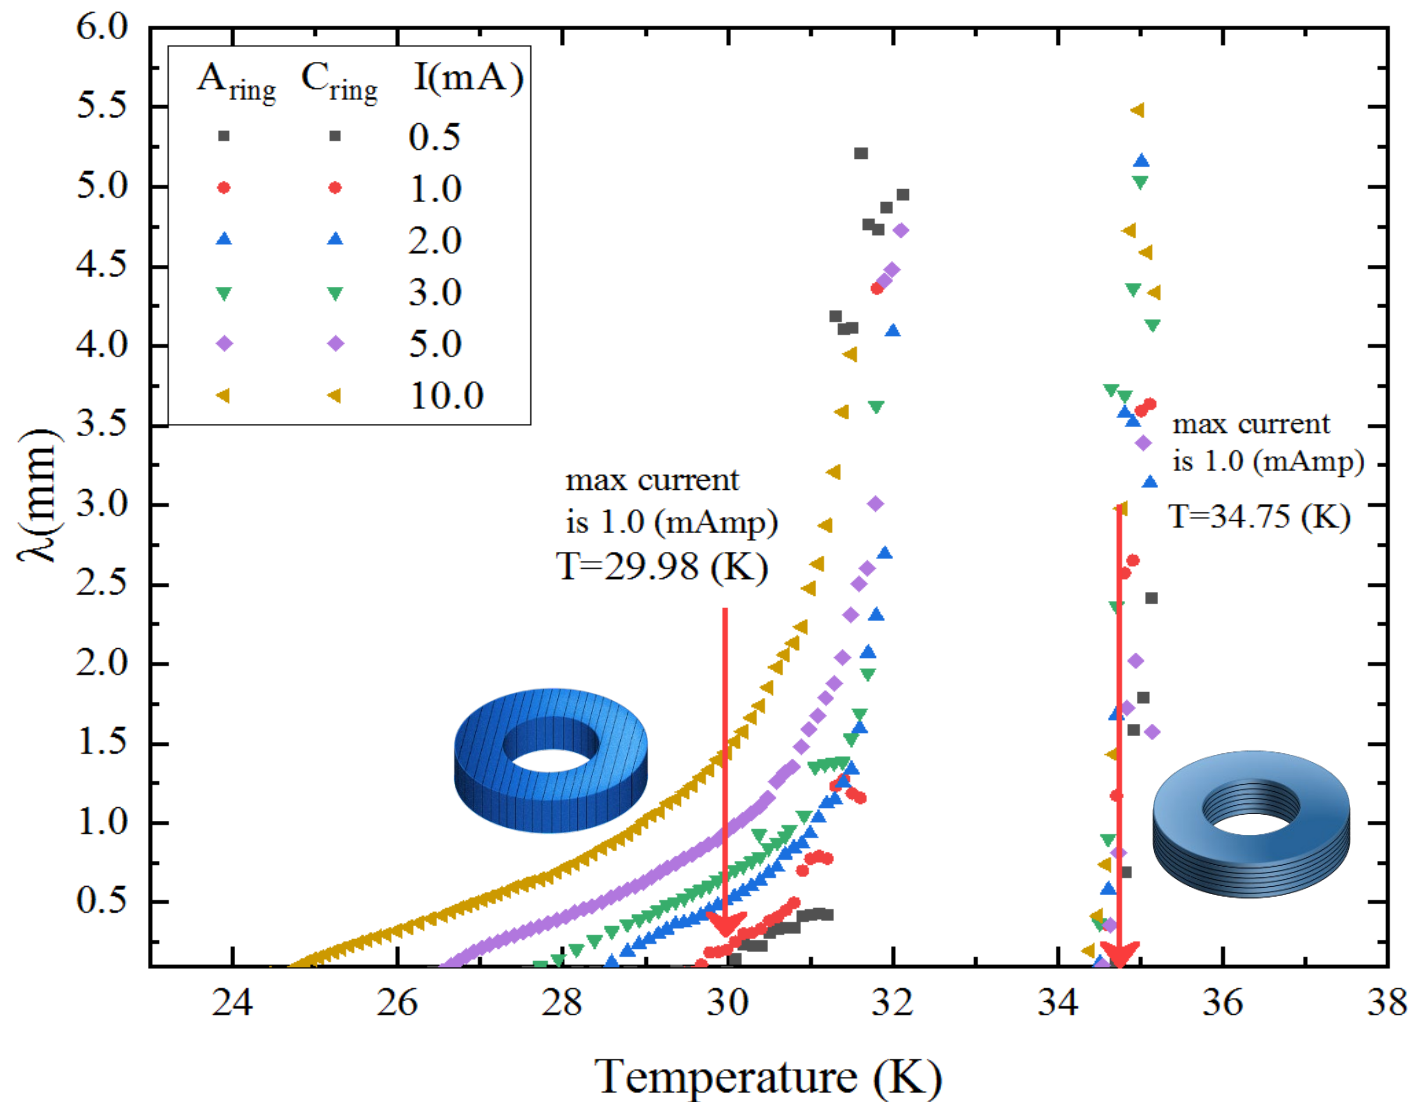 6.0
5.5
5.0
4.5
4.0
3.5
3.0
2.5
2.0
1.5
1.0
0.5
λ(mm)
A_ring C_ring I(mA)
0.5
1.0
2.0
3.0
5.0
10.0
max current
is 1.0 (mAmp)
T=29.98 (K)
max current
is 1.0 (mAmp)
T=34.75 (K)
24 26 28 30 32 34 36 38
Temperature (K)